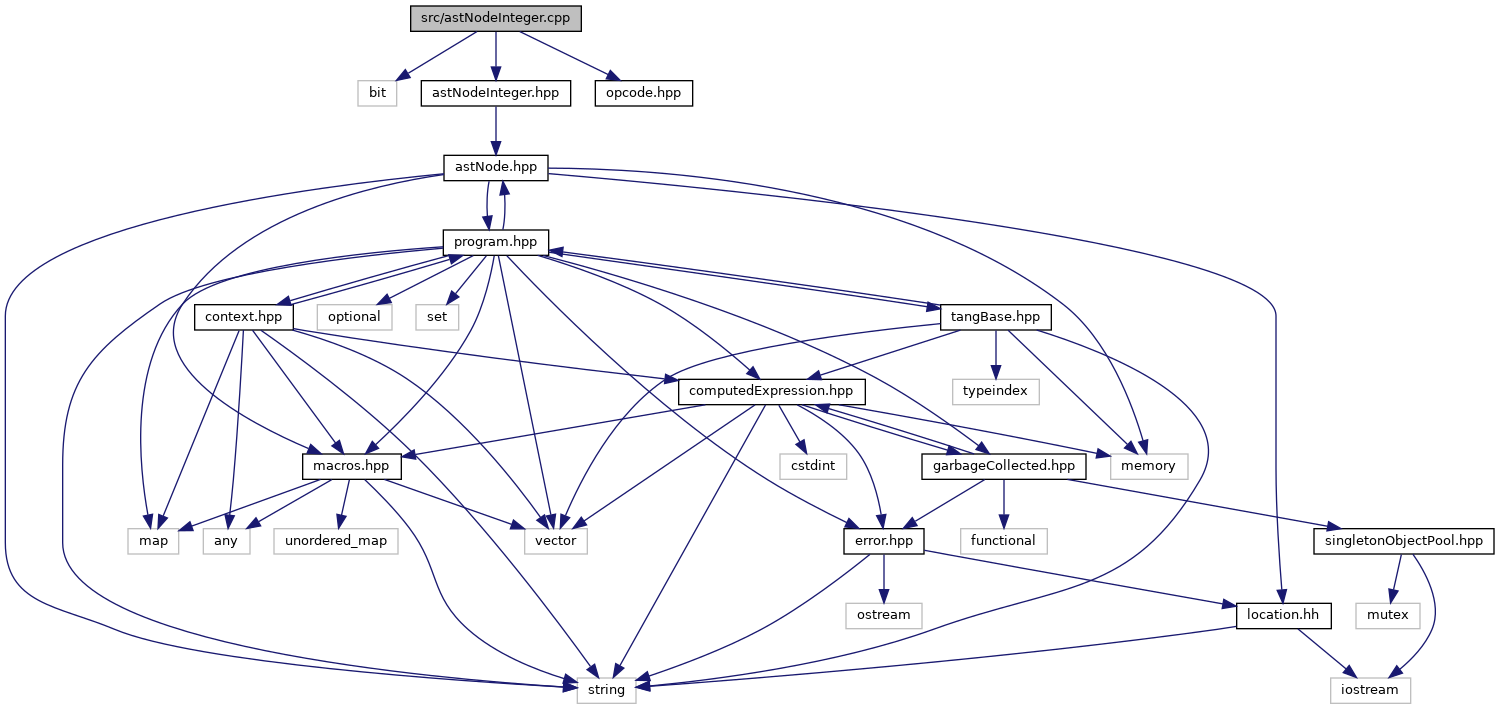 src/astNodeInteger.cpp
bit
astNodeInteger.hpp
opcode.hpp
astNode.hpp
program.hpp
context.hpp
optional
set
tangBase.hpp
computedExpression.hpp
typeindex
macros.hpp
cstdint
garbageCollected.hpp
memory
map
any
unordered_map
vector
error.hpp
functional
singletonObjectPool.hpp
ostream
location.hh
mutex
string
iostream